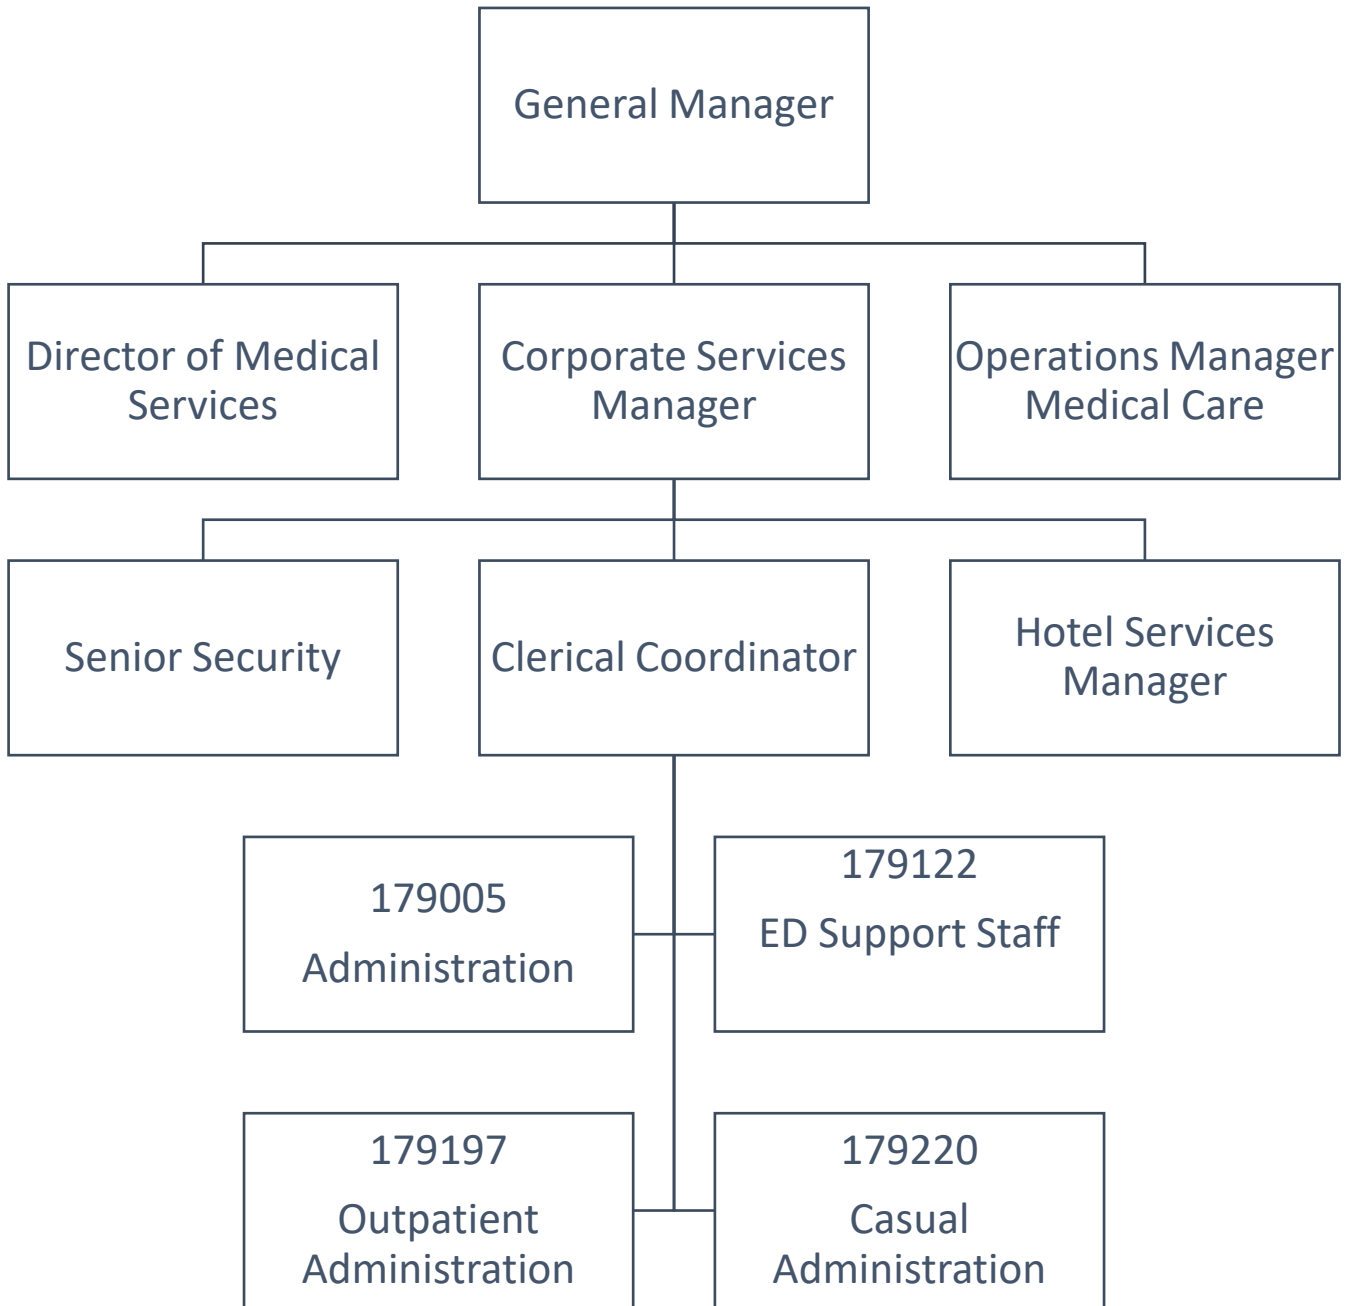 General Manager
Director of Medical
Services
Corporate Services
Manager
Operations Manager
Medical Care
Senior Security
Clerical Coordinator
Hotel Services
Manager
179005
Administration
179122
ED Support Staff
179197
Outpatient
Administration
179220
Casual
Administration